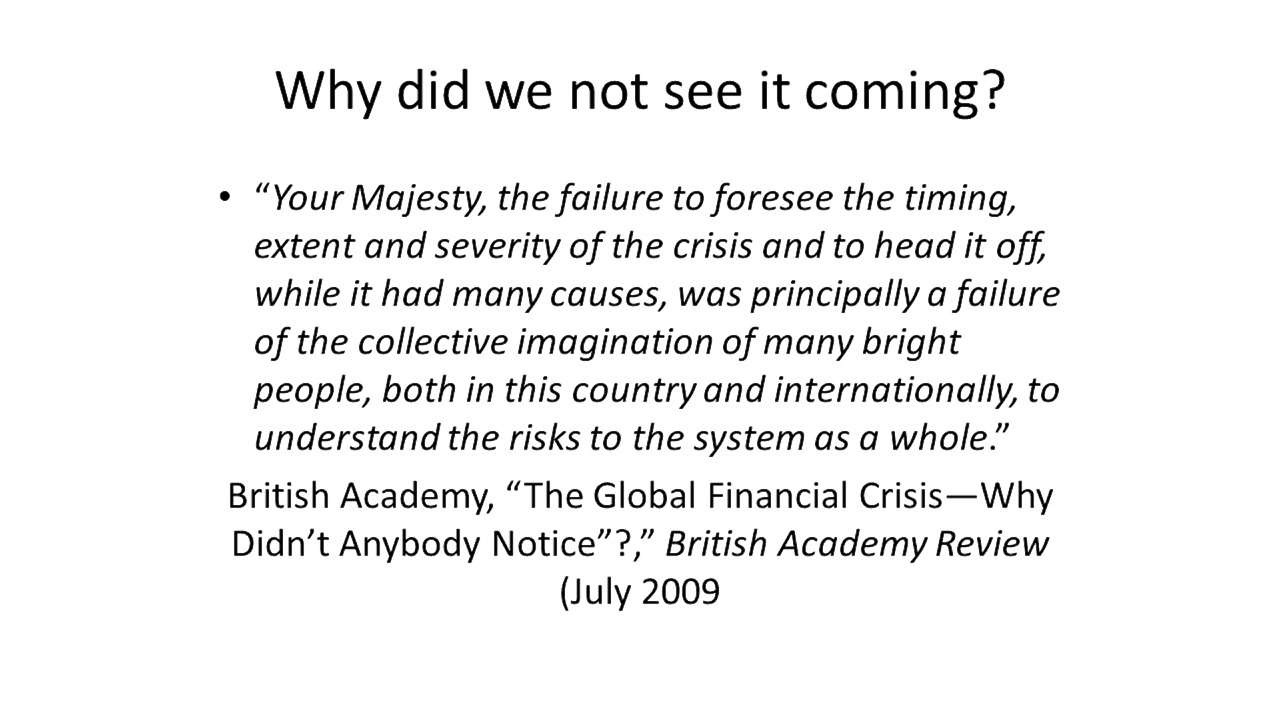 Why did we not see it coming?
• “Your Majesty, the failure to foresee the timing,
extent and severity of the crisis and to head it off,
while it had many causes, was principally a failure
of the collective imagination of many bright
people, both in this country and internationally, to
understand the risks to the system as a whole.”
British Academy, “The Global Financial Crisis—Why
Didn’t Anybody Notice”?,” British Academy Review
(July 2009